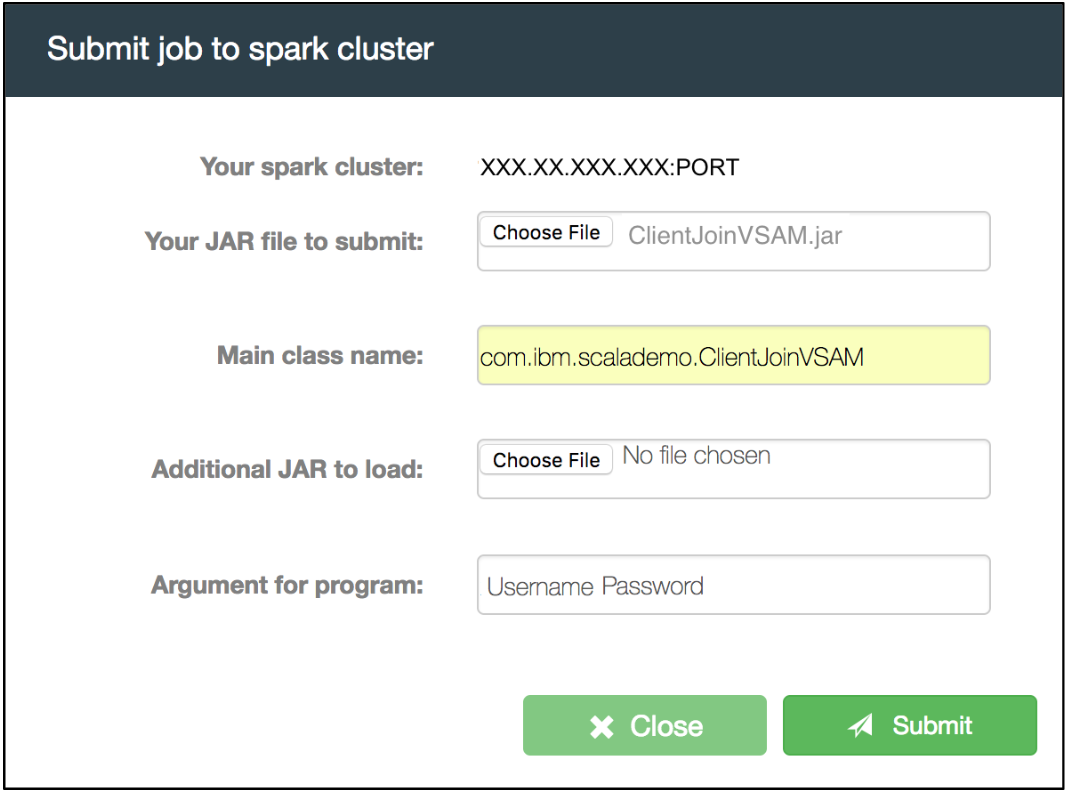 Submit job to spark cluster
Your spark cluster: XXX.XX.XXX.XXX:PORT
Your JAR file to submit: Choose File ClientJoinVSAM.jar
Main class name: com.ibm.scalademo.ClientJoinVSAM
Additional JAR to load: Choose File No file chosen
Argument for program: Username Password
Close Submit